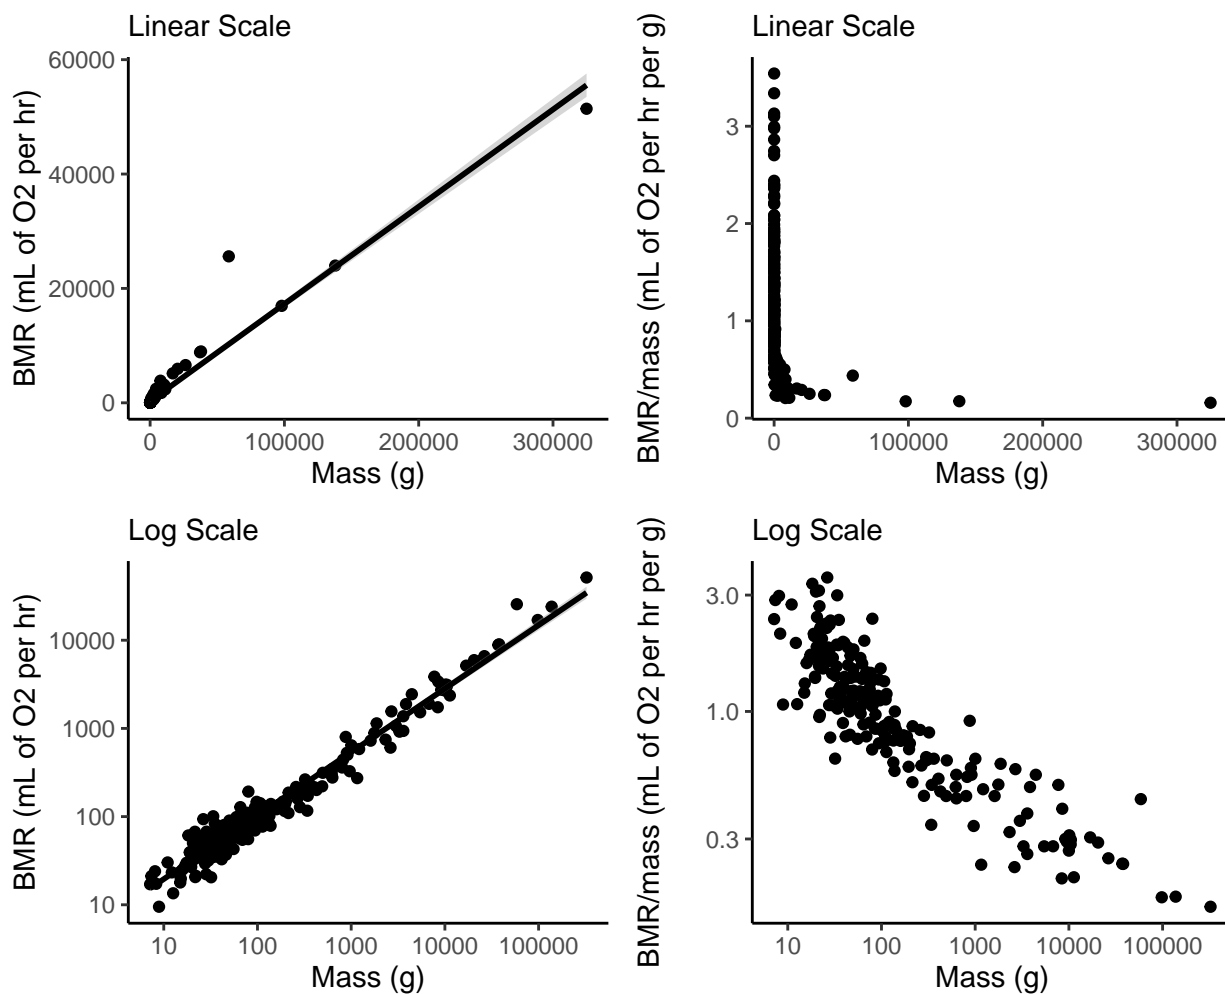 Linear Scale
BMR (mL of O2 per hr)
60000
40000
20000
0
0 100000 200000 300000
Mass (g)
Linear Scale
BMR/mass (mL of O2 per hr per g)
3
2
1
0
0 100000 200000 300000
Mass (g)
Log Scale
BMR (mL of O2 per hr)
10000
1000
100
10
10 100 1000 10000 100000
Mass (g)
Log Scale
BMR/mass (mL of O2 per hr per g)
3.0
1.0
0.3
10 100 1000 10000 100000
Mass (g)